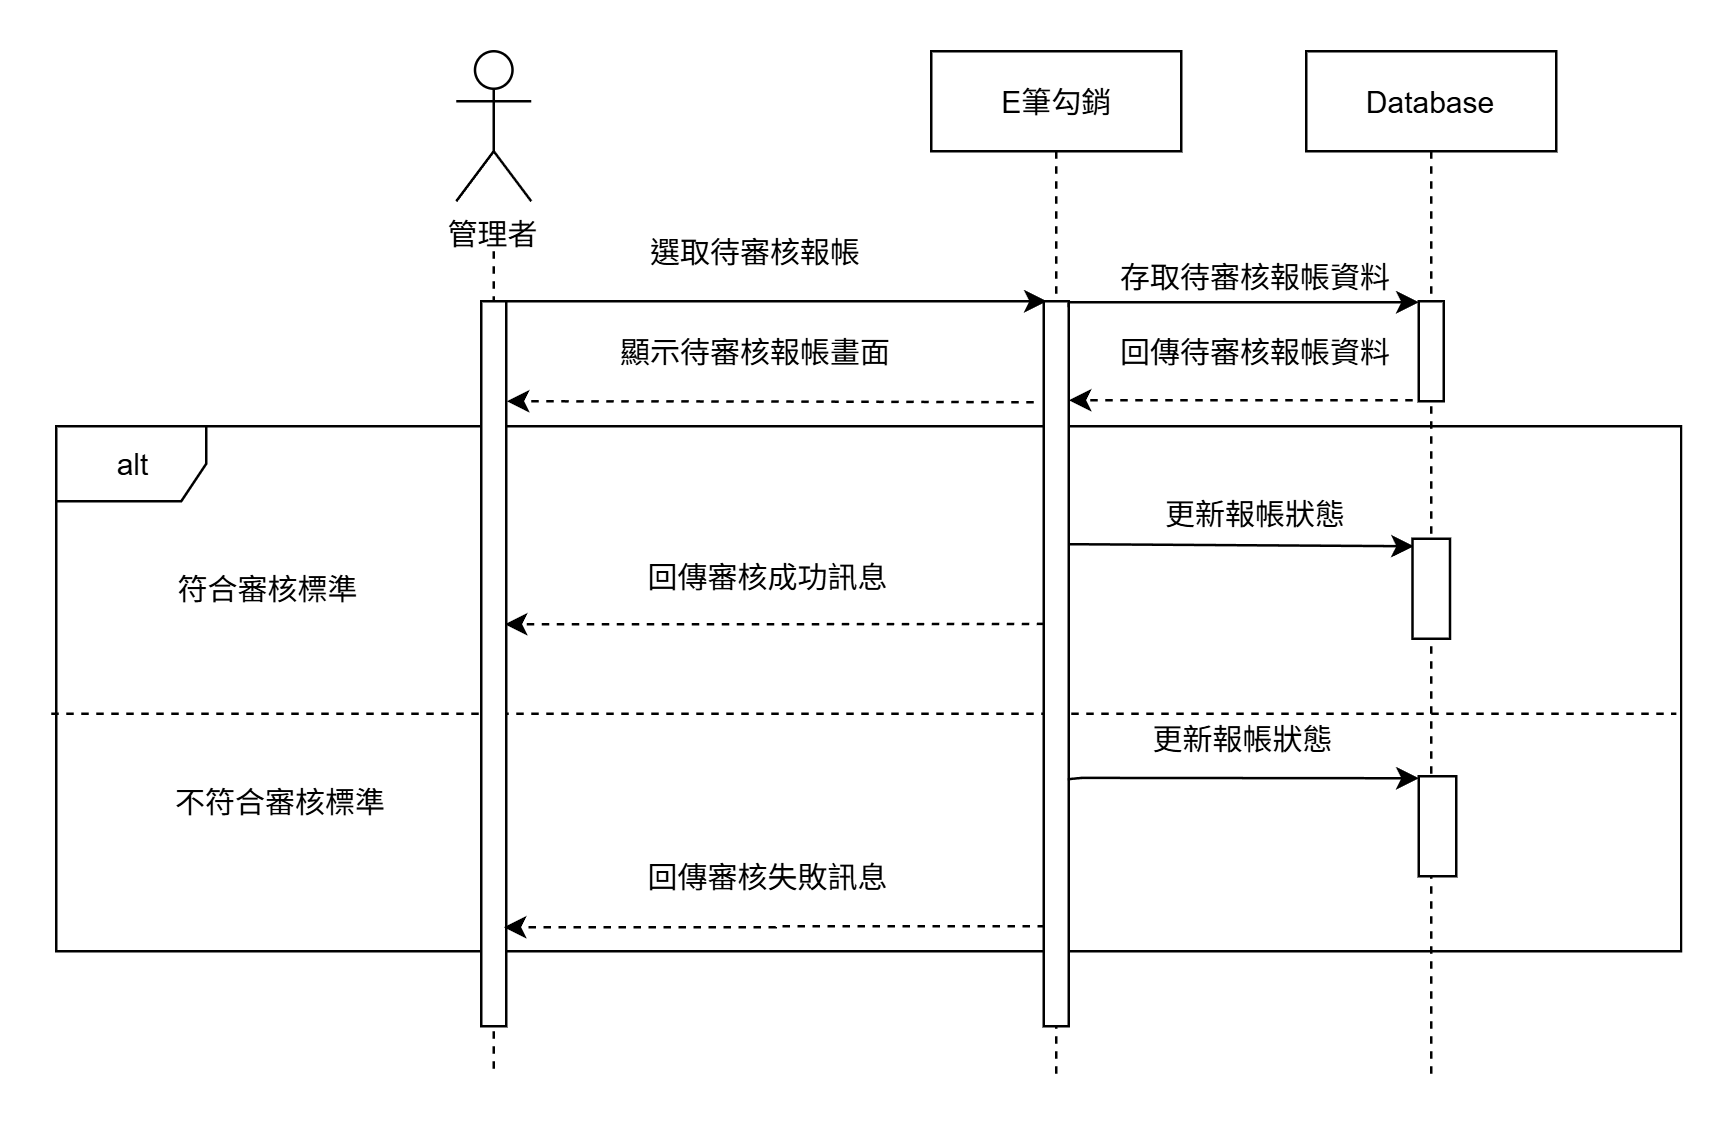 E筆勾銷
Database
管理者
選取待審核報帳
存取待審核報帳資料
顯示待審核報帳畫面
回傳待審核報帳資料
alt
更新報帳狀態
回傳審核成功訊息
符合審核標準
更新報帳狀態
不符合審核標準
回傳審核失敗訊息